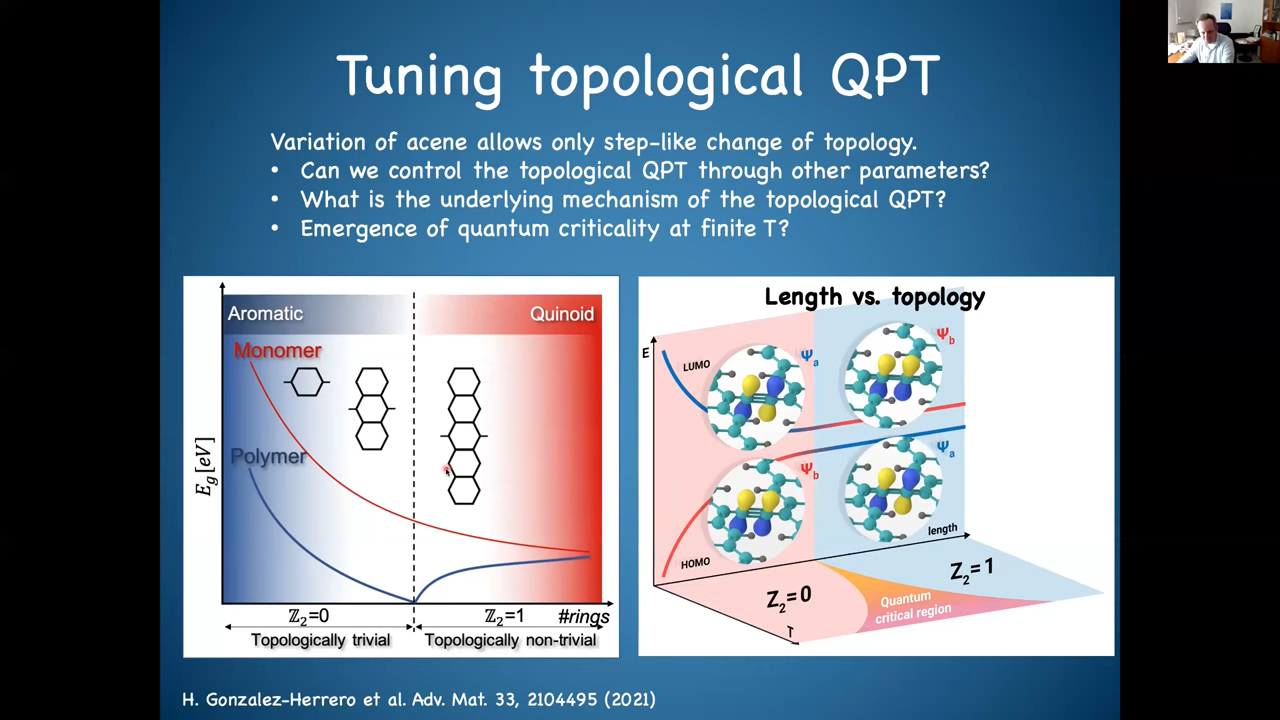 Tuning topological QPT
Variation of acene allows only step-like change of topology.
• Can we control the topological QPT through other parameters?
• What is the underlying mechanism of the topological QPT?
• Emergence of quantum criticality at finite T?
Aromatic
Quinoid
Monomer
Polymer
E_g [eV]
ℤ₂=0
ℤ₂=1
#rings
Topologically trivial
Topologically non-trivial
Length vs. topology
E
LUMO
Ψa
Ψb
Ψb
Ψa
HOMO
length
Z₂= 0
Z₂= 1
Quantum
critical region
T
H. Gonzalez-Herrero et al. Adv. Mat. 33, 2104495 (2021)